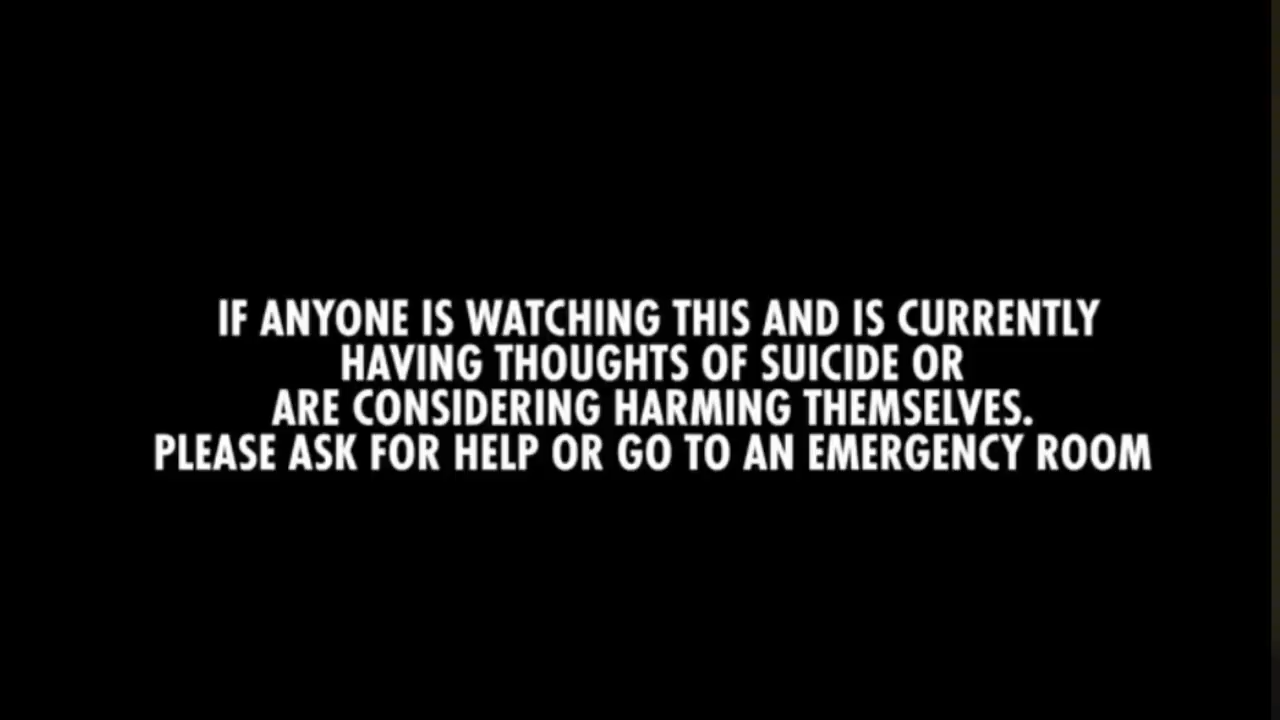 IF ANYONE IS WATCHING THIS AND IS CURRENTLY
HAVING THOUGHTS OF SUICIDE OR
ARE CONSIDERING HARMING THEMSELVES.
PLEASE ASK FOR HELP OR GO TO AN EMERGENCY ROOM